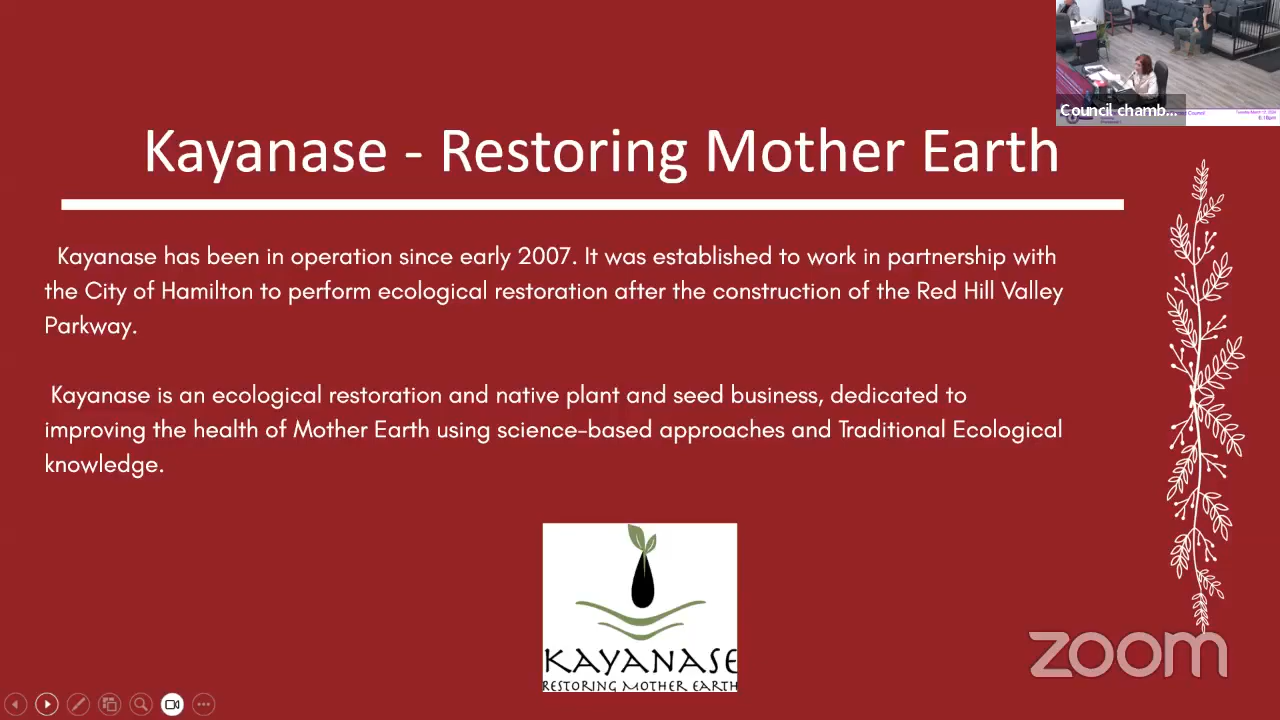 Council chamb...
Kayanase - Restoring Mother Earth
Kayanase has been in operation since early 2007. It was established to work in partnership with
the City of Hamilton to perform ecological restoration after the construction of the Red Hill Valley
Parkway.
Kayanase is an ecological restoration and native plant and seed business, dedicated to
improving the health of Mother Earth using science-based approaches and Traditional Ecological
knowledge.
KAYANASE
RESTORING MOTHER EARTH
zoom